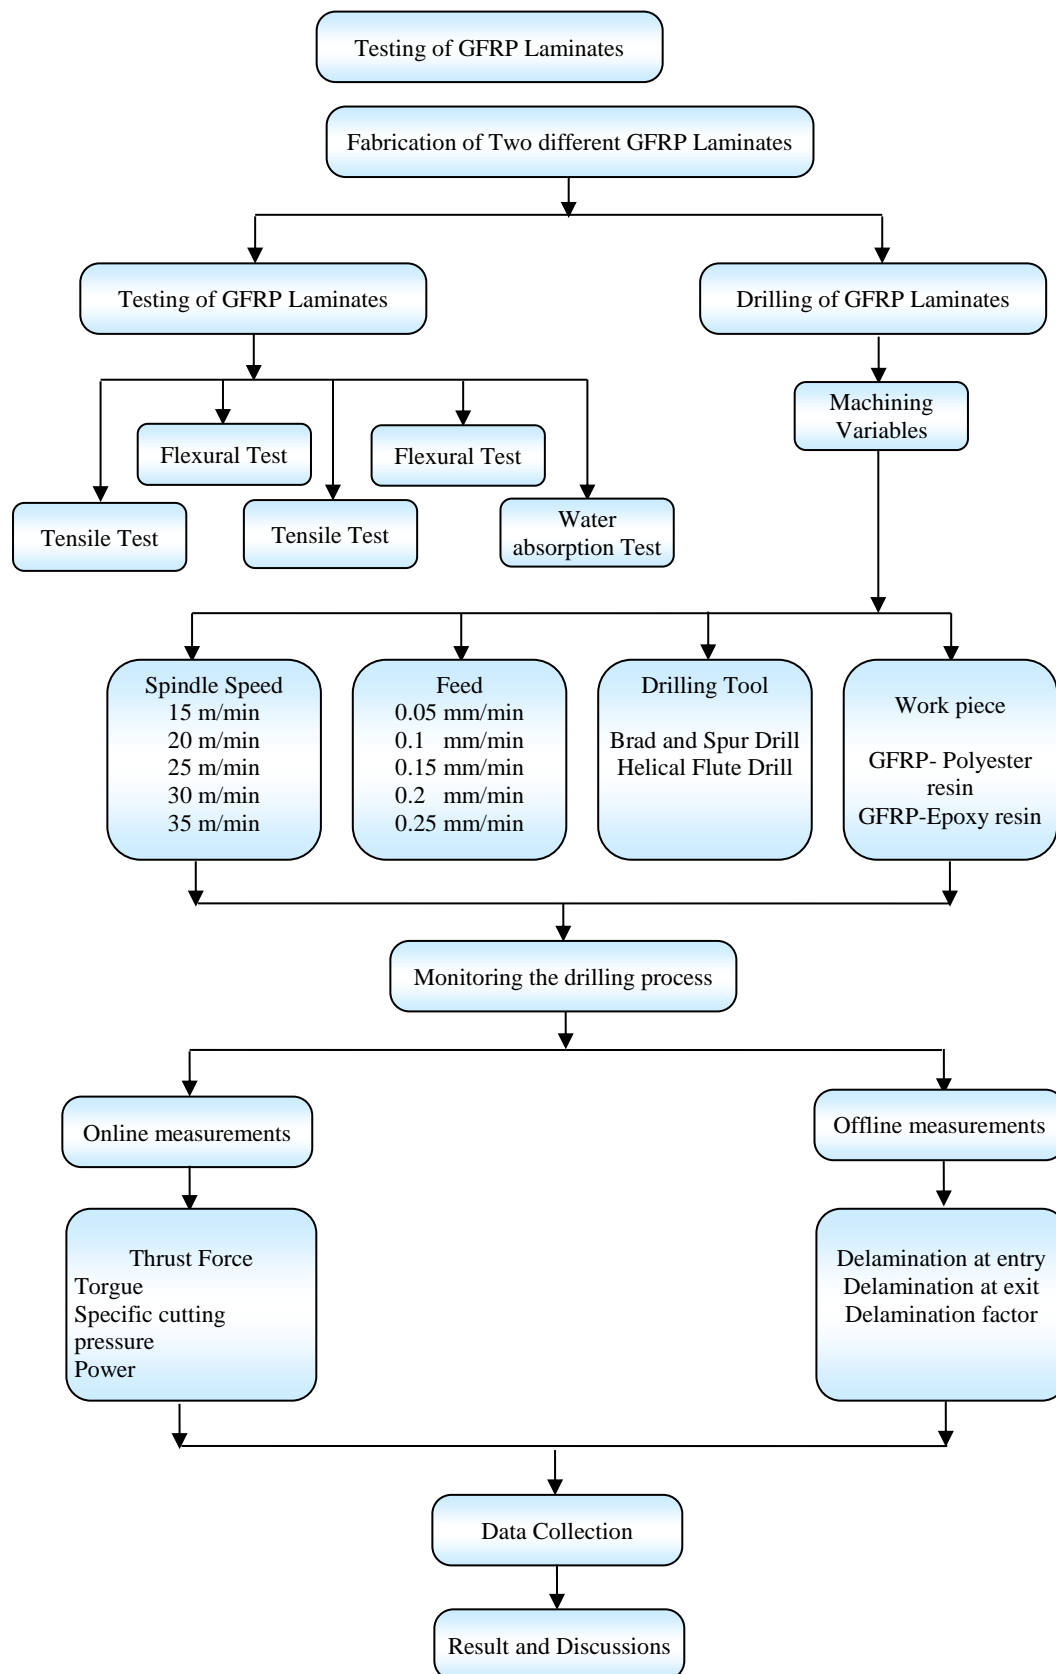 Testing of GFRP Laminates
Fabrication of Two different GFRP Laminates
Testing of GFRP Laminates
Drilling of GFRP Laminates
Machining
Variables
Flexural Test
Flexural Test
Tensile Test
Tensile Test
Water
absorption Test
Spindle Speed
15 m/min
20 m/min
25 m/min
30 m/min
35 m/min
Feed
0.05 mm/min
0.1 mm/min
0.15 mm/min
0.2 mm/min
0.25 mm/min
Drilling Tool
Brad and Spur Drill
Helical Flute Drill
Work piece
GFRP- Polyester
resin
GFRP-Epoxy resin
Monitoring the drilling process
Online measurements
Offline measurements
Thrust Force
Torgue
Specific cutting
pressure
Power
Delamination at entry
Delamination at exit
Delamination factor
Data Collection
Result and Discussions